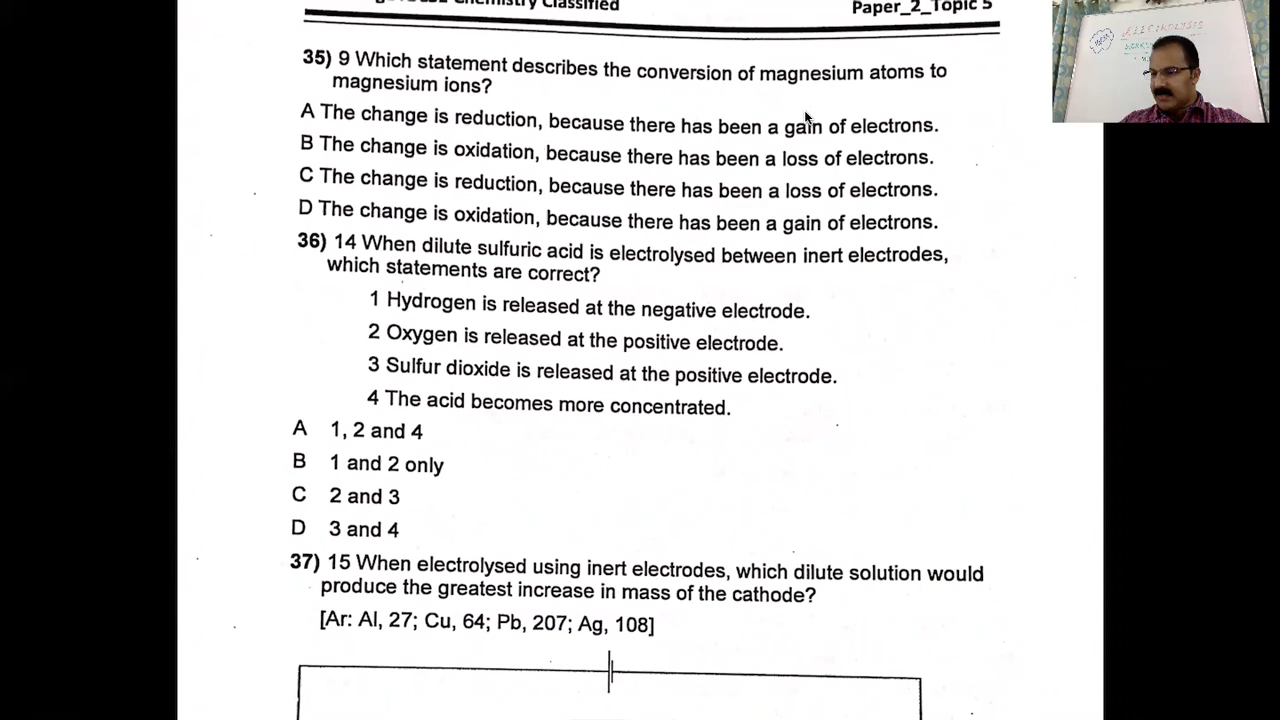 Chemistry Classified
Paper_2_Topic 5
35) 9 Which statement describes the conversion of magnesium atoms to
magnesium ions?
A The change is reduction, because there has been a gain of electrons.
B The change is oxidation, because there has been a loss of electrons.
C The change is reduction, because there has been a loss of electrons.
D The change is oxidation, because there has been a gain of electrons.
36) 14 When dilute sulfuric acid is electrolysed between inert electrodes,
which statements are correct?
1 Hydrogen is released at the negative electrode.
2 Oxygen is released at the positive electrode.
3 Sulfur dioxide is released at the positive electrode.
4 The acid becomes more concentrated.
A 1, 2 and 4
B 1 and 2 only
C 2 and 3
D 3 and 4
37) 15 When electrolysed using inert electrodes, which dilute solution would
produce the greatest increase in mass of the cathode?
[Ar: Al, 27; Cu, 64; Pb, 207; Ag, 108]
ELECTROLYSIS